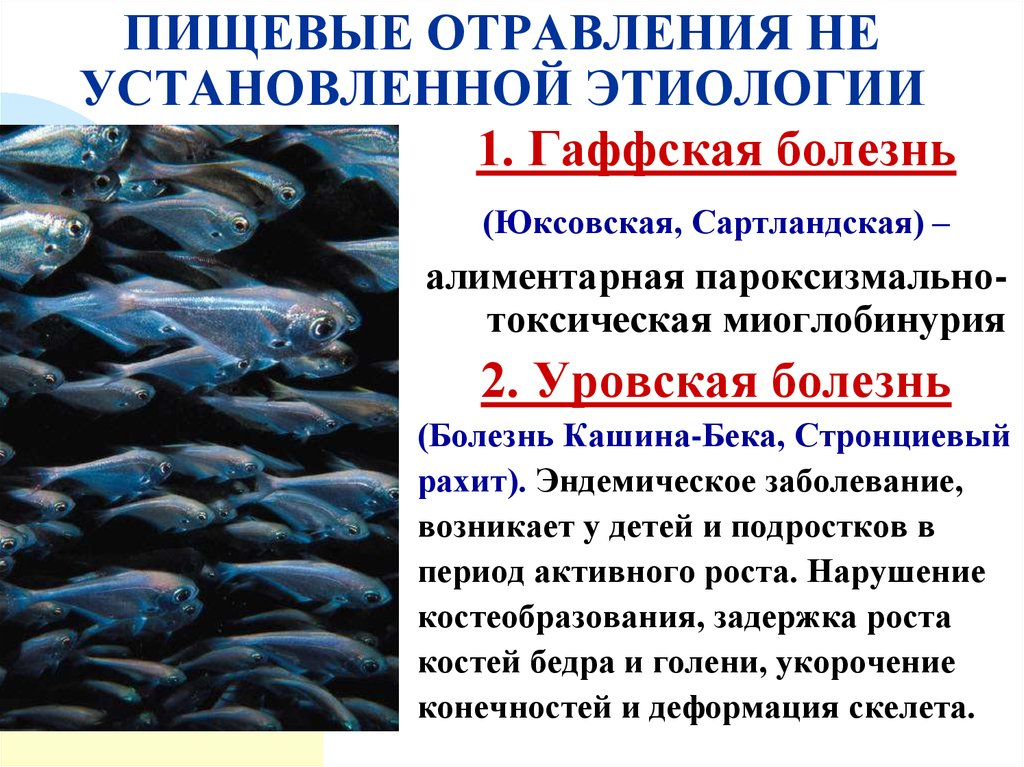 ПИЩЕВЫЕ ОТРАВЛЕНИЯ НЕ
УСТАНОВЛЕННОЙ ЭТИОЛОГИИ
1. Гаффская болезнь
(Юксовская, Сартландская) –
алиментарная пароксизмально-
токсическая миоглобинурия
2. Уровская болезнь
(Болезнь Кашина-Бека, Стронциевый
рахит). Эндемическое заболевание,
возникает у детей и подростков в
период активного роста. Нарушение
костеобразования, задержка роста
костей бедра и голени, укорочение
конечностей и деформация скелета.